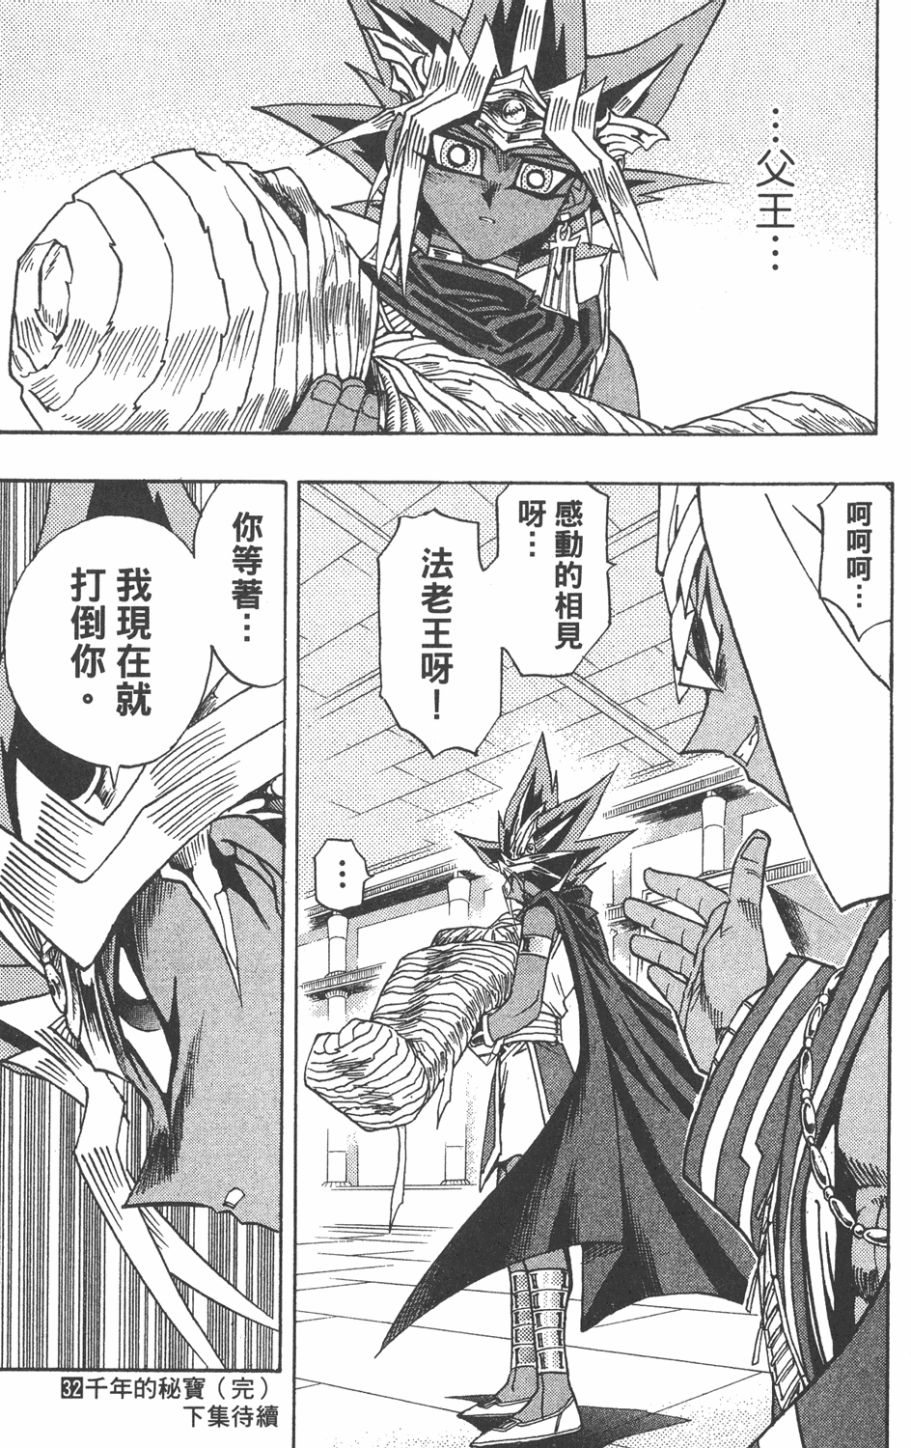 …父王…
呵呵呵…
感動的相見
呀…
法老王呀！
…
你等著…
我現在就
打倒你。
32千年的秘寶（完）
下集待續